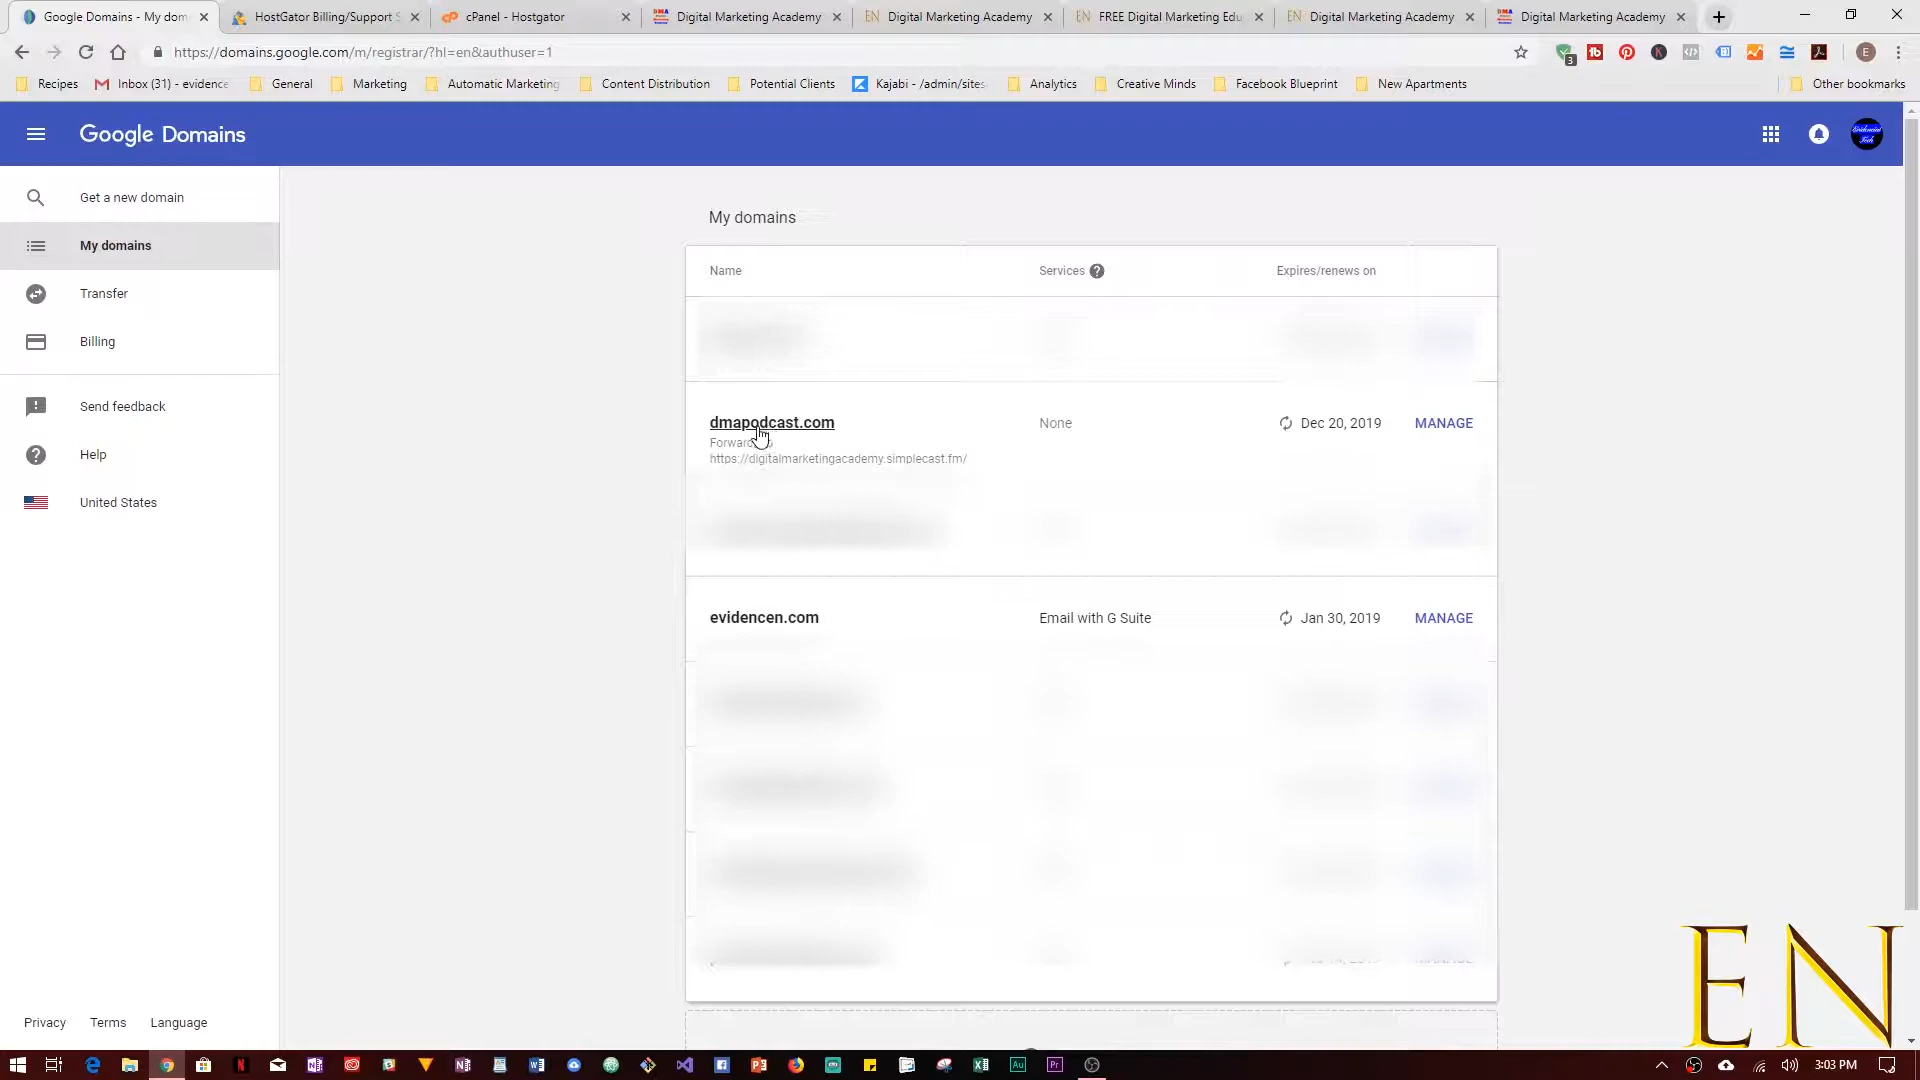 Google Domains - My dom
HostGator Billing/Support S
cPanel - Hostgator
Digital Marketing Academy
Digital Marketing Academy
FREE Digital Marketing Edu
Digital Marketing Academy
Digital Marketing Academy
https://domains.google.com/m/registrar/?hl=en&authuser=1
Recipes
Inbox (31) - evidence
General
Marketing
Automatic Marketing
Content Distribution
Potential Clients
Kajabi - /admin/sites
Analytics
Creative Minds
Facebook Blueprint
New Apartments
Other bookmarks
Google Domains
Get a new domain
My domains
Transfer
Billing
Send feedback
Help
United States
My domains
Name
Services
Expires/renews on
dmapodcast.com
None
Dec 20, 2019
MANAGE
https://digitalmarketingacademy.simplecast.fm/
evidencen.com
Email with G Suite
Jan 30, 2019
MANAGE
Privacy
Terms
Language
EN
3:03 PM